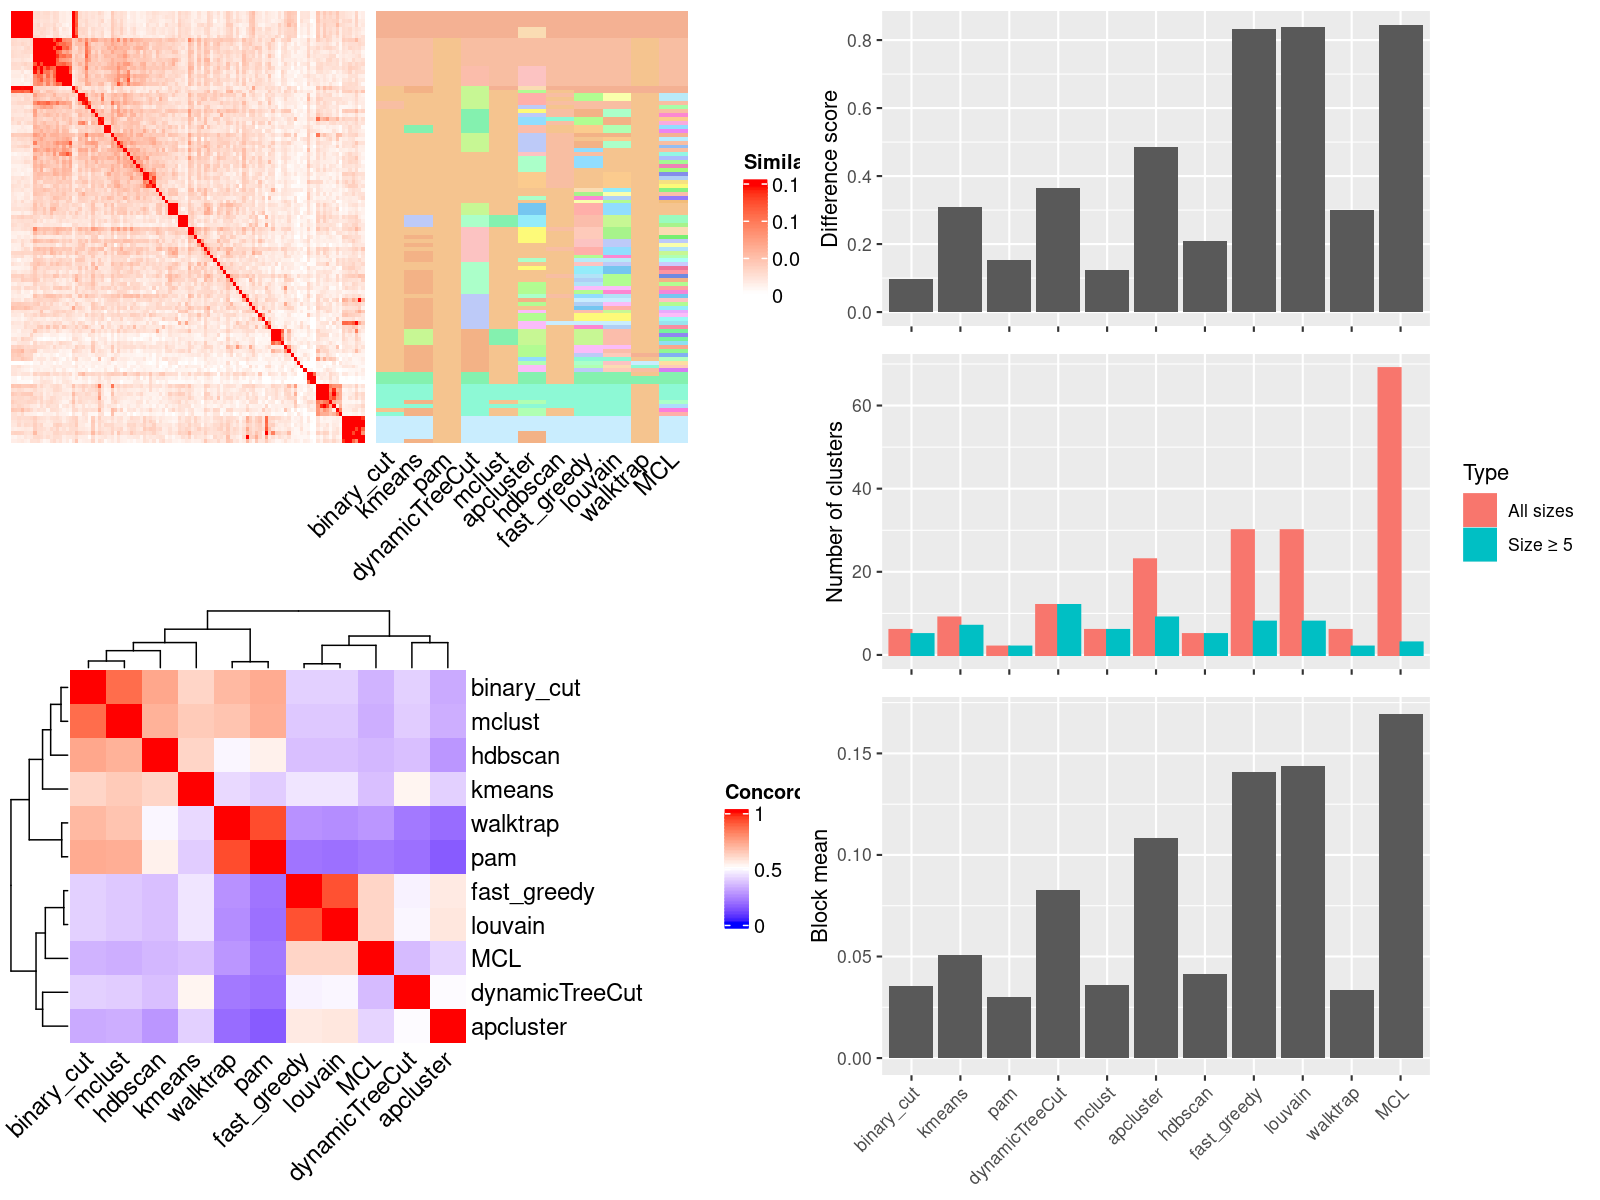 Simila
0.1
0.1
0.0
0
binary_cut
kmeans
pam
dynamicTreeCut
mclust
apcluster
hdbscan
fast_greedy
louvain
walktrap
MCL
binary_cut
mclust
hdbscan
kmeans
walktrap
pam
fast_greedy
louvain
MCL
dynamicTreeCut
apcluster
binary_cut
mclust
hdbscan
kmeans
walktrap
pam
fast_greedy
louvain
MCL
dynamicTreeCut
apcluster
Concord
1
0.5
0
Difference score
0.8
0.6
0.4
0.2
0.0
Number of clusters
60
40
20
0
Type
All sizes
Size ≥ 5
Block mean
0.15
0.10
0.05
0.00
binary_cut
kmeans
pam
dynamicTreeCut
mclust
apcluster
hdbscan
fast_greedy
louvain
walktrap
MCL